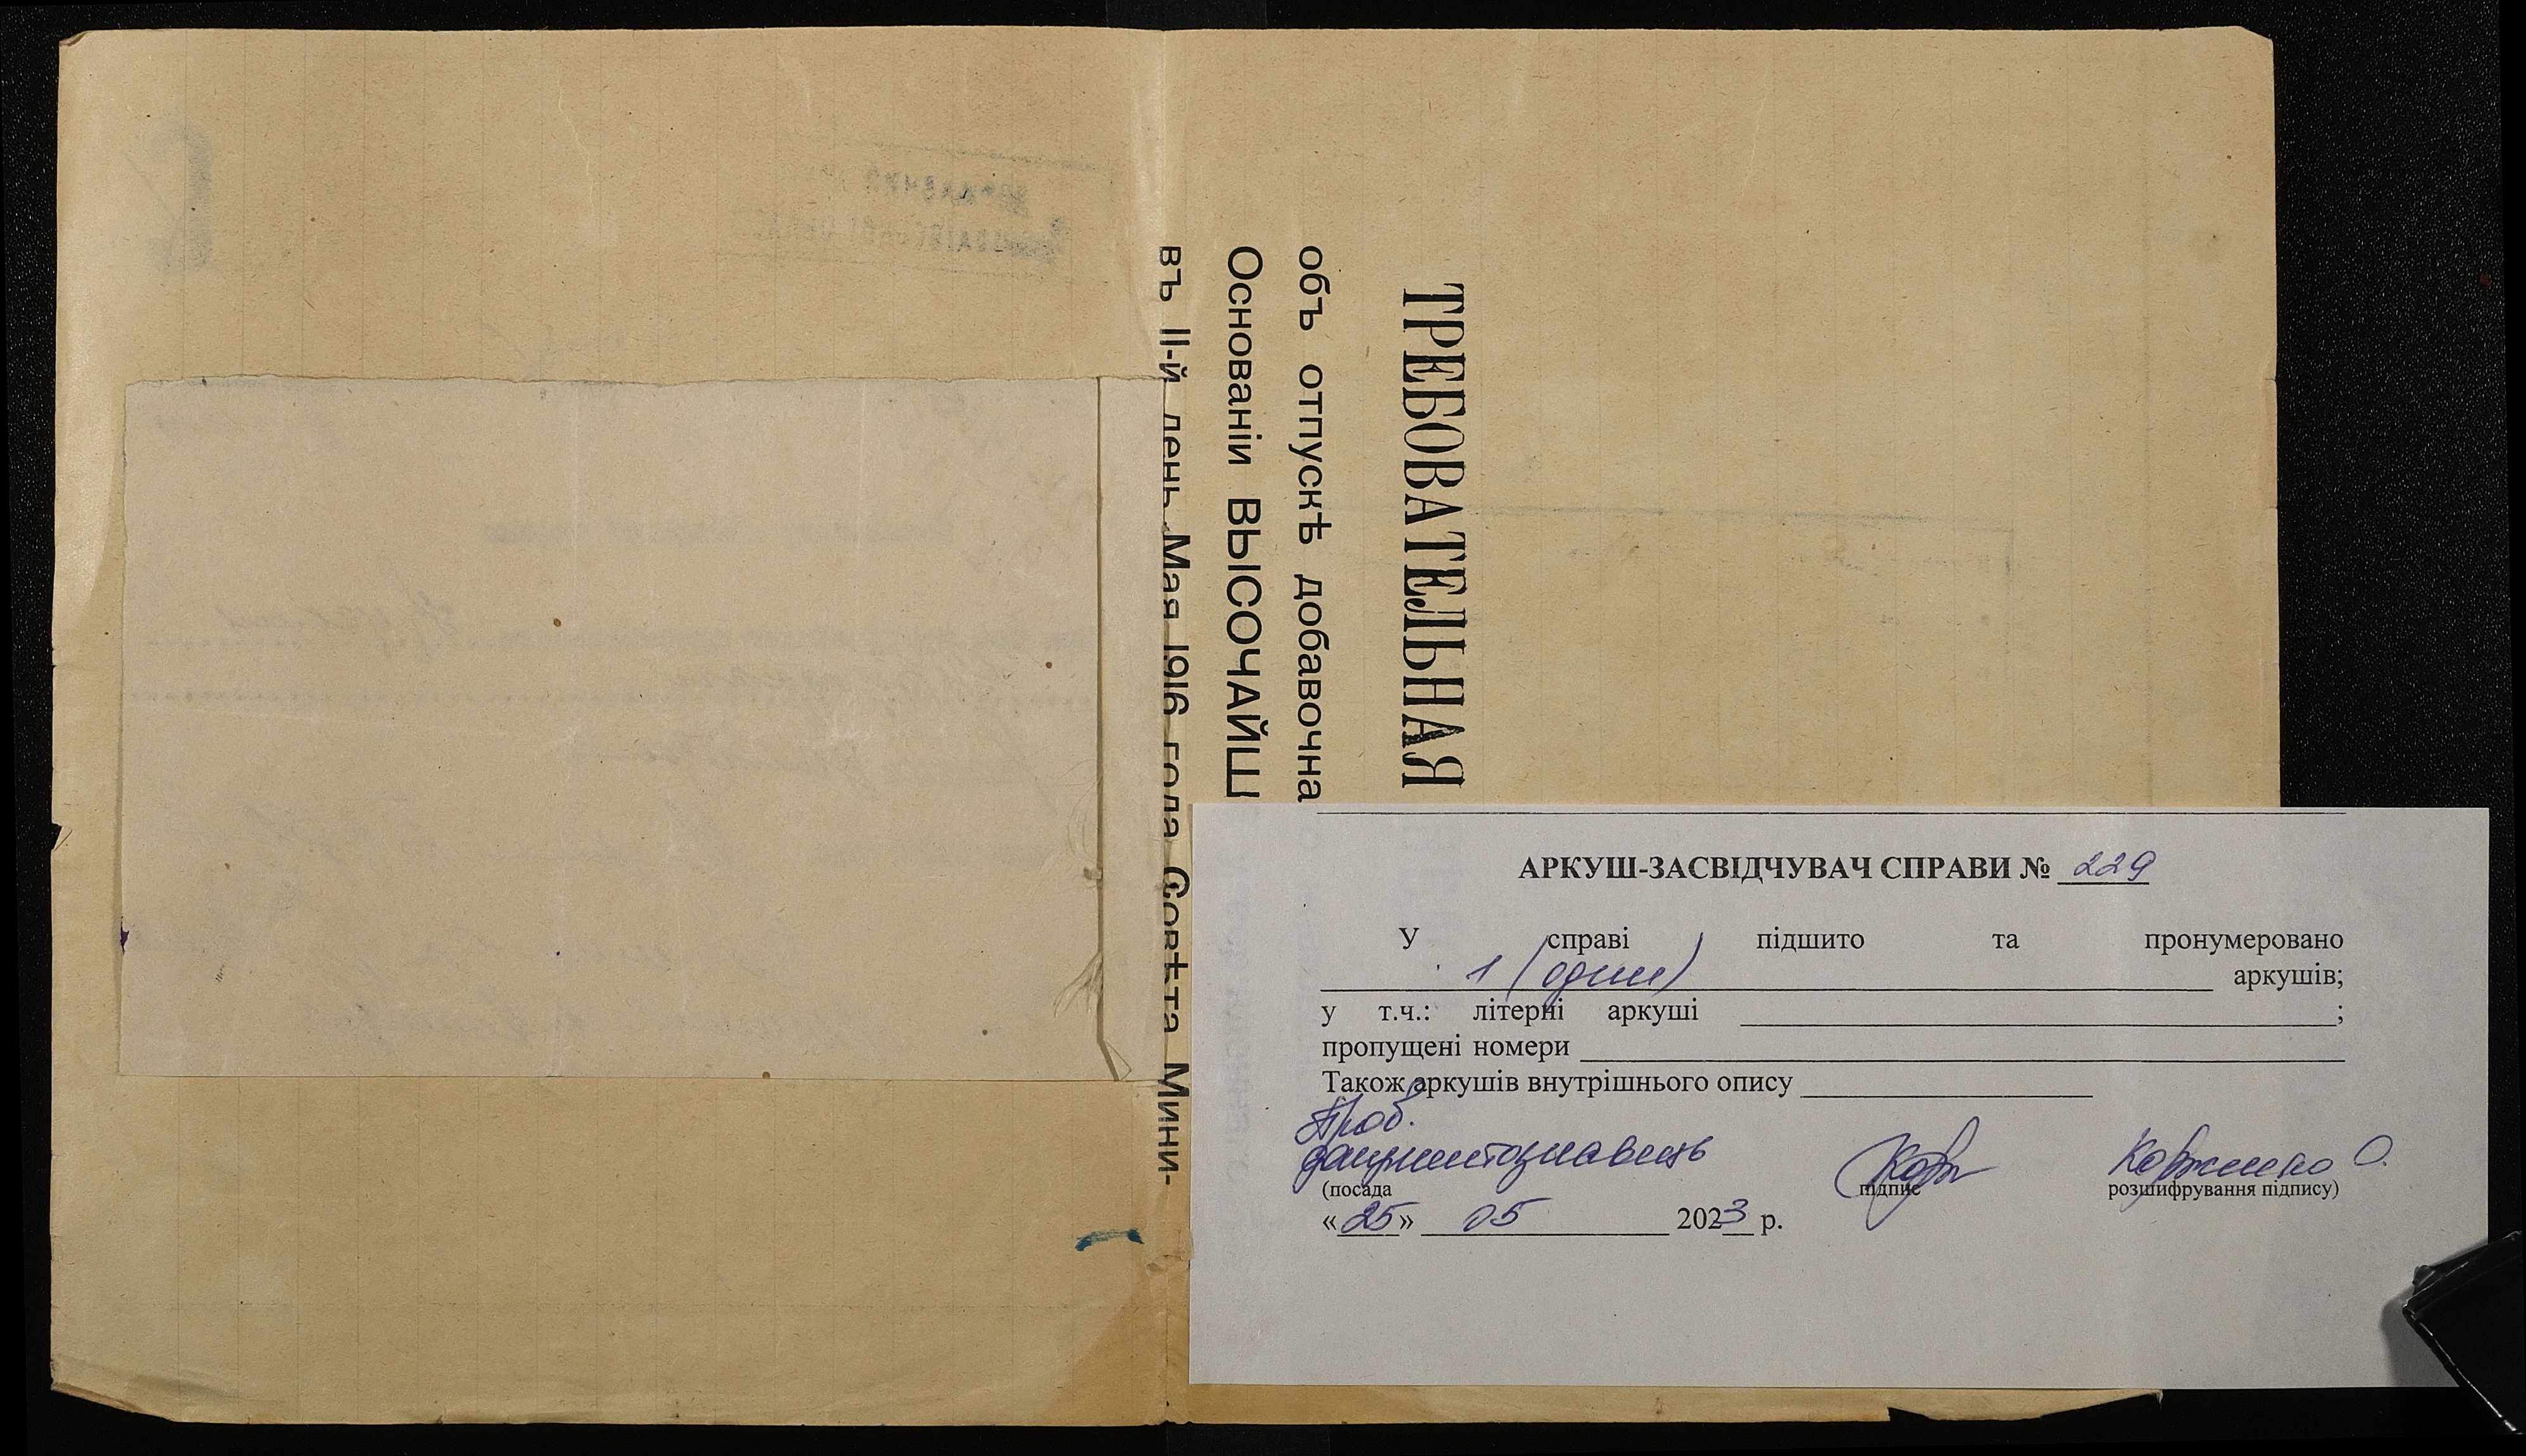 ТРЕБОВАТЕЛЬНАЯ
объ отпускѣ добавочна
Основаніи ВЫСОЧАЙШ
въ II-й день Мая 1916 года Совѣта Мини-
АРКУШ-ЗАСВІДЧУВАЧ СПРАВИ № 229
У справі підшито та пронумеровано
1 (один) аркушів;
у т.ч.: літерні аркуші ;
пропущені номери
Також аркушів внутрішнього опису
Пров.
документознавець
(посада підпис розшифрування підпису)
«25» 05 2023 р.